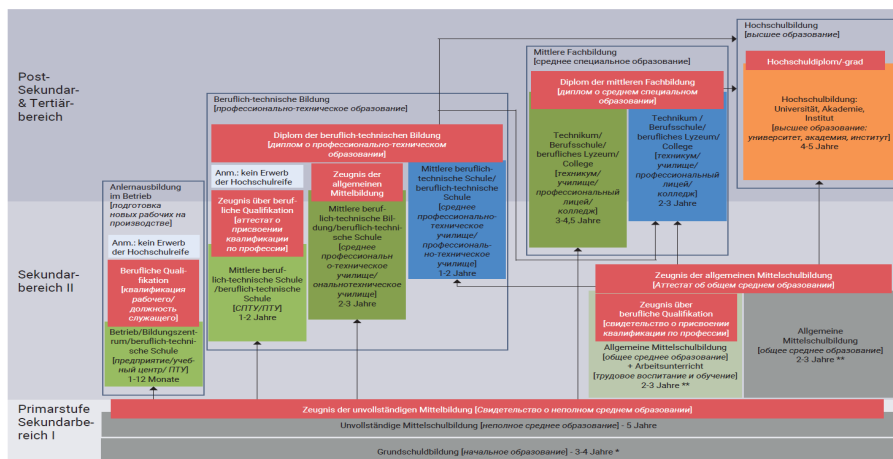 Post-
Sekundar-
& Tertiär-
bereich
Sekundar-
bereich II
Primarstufe
Sekundarbe-
reich I
Anlernausbildung
im Betrieb
[подготовка
новых рабочих на
производстве]
Anm.: kein Erwerb
der Hochschulreife
Berufliche Quali-
fikation
[квалификация
рабочего/
должность
служащего]
Betrieb/Bildungszent-
rum/beruflich-techni-
sche Schule
[предприятие/учеб-
ный центр/ ПТУ]
1-12 Monate
Beruflich-technische Bildung
[профессионально-техническое образование]
Diplom der beruflich-technischen Bildung
[диплом о профессионально-техническом
образовании]
Anm.: kein Erwerb
der Hochschulreife
Zeugnis über beruf-
liche Qualifikation
[аттестат о
присвоении
квалификации
по профессии]
Mittlere beruf-
lich-technische Schule
/beruflich-technische
Schule
[СПТУ/ПТУ]
1-2 Jahre
Zeugnis der
allgemeinen
Mittelbildung
Mittlere beruf-
lich-technische Bil-
dung/beruflich-technische
Schule
[среднее
профессиональн
о-техническое
училище/
ональнотехническое
училище]
2-3 Jahre
Mittlere beruflich-
technische Schule/
beruflich-technische
Schule
[среднее
профессионально-
техническое
училище/
профессиональ-
но-техническое
училище]
1-2 Jahre
Mittlere Fachbildung
[среднее специальное образование]
Diplom der mittleren Fachbildung
[диплом о среднем специальном
образовании]
Technikum/
Berufsschule/
berufliches Lyzeum/
College
[техникум/
училище/
профессиональный
лицей/
колледж]
3-4,5 Jahre
Technikum/
Berufsschule/
berufliches Lyzeum/
College
[техникум/
училище/
профессиональный
лицей/
колледж]
2-3 Jahre
Hochschulbildung
[высшее образование]
Hochschuldiplom/-grad
Hochschulbildung:
Universität, Akademie,
Institut
[высшее образование:
университет, академия,
институт]
4-5 Jahre
Zeugnis der allgemeinen Mittelschulbildung
[Аттестат об общем среднем образовании]
Zeugnis über
berufliche Qualifikation
[свидетельство о присвоении
квалификации по профессии]
Allgemeine Mittelschulbildung
[общее среднее образование]
+ Arbeitsunterricht
[трудовое воспитание и обучение]
2-3 Jahre **
Allgemeine
Mittelschulbildung
[общее среднее образование]
2-3 Jahre **
Zeugnis der unvollständigen Mittelbildung [Свидетельство о неполном среднем образовании]
Unvollständige Mittelschulbildung [неполное среднее образование] - 5 Jahre
Grundschuldbildung [начальное образование] - 3-4 Jahre *